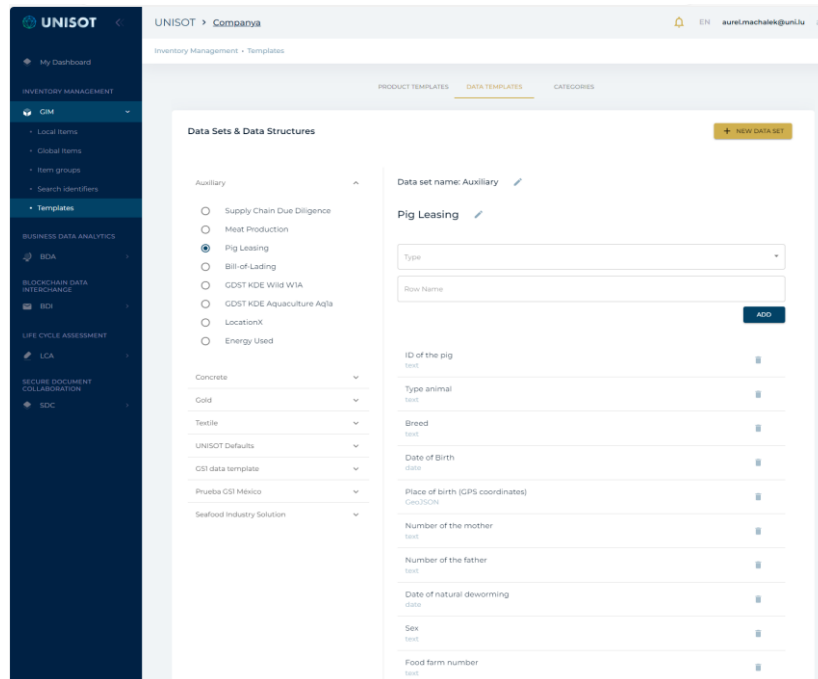 UNISOT
UNISOT > Companya
EN aurel.machalek@uni.lu
Inventory Management • Templates
My Dashboard
INVENTORY MANAGEMENT
GIM
• Local Items
• Global Items
• Item groups
• Search identifiers
• Templates
BUSINESS DATA ANALYTICS
BDA
BLOCKCHAIN DATA
INTERCHANGE
BDI
LIFE CYCLE ASSESSMENT
LCA
SECURE DOCUMENT
COLLABORATION
SDC
PRODUCT TEMPLATES DATA TEMPLATES CATEGORIES
Data Sets & Data Structures
+ NEW DATA SET
Auxiliary
Supply Chain Due Diligence
Meat Production
Pig Leasing
Bill-of-Lading
GDST KDE Wild W1A
GDST KDE Aquaculture Aq1a
LocationX
Energy Used
Concrete
Gold
Textile
UNISOT Defaults
GS1 data template
Prueba GS1 Mexico
Seafood Industry Solution
Data set name: Auxiliary
Pig Leasing
Type
Row Name
ADD
ID of the pig
text
Type animal
text
Breed
text
Date of Birth
date
Place of birth (GPS coordinates)
GeoJSON
Number of the mother
text
Number of the father
text
Date of natural deworming
date
Sex
text
Food farm number
text